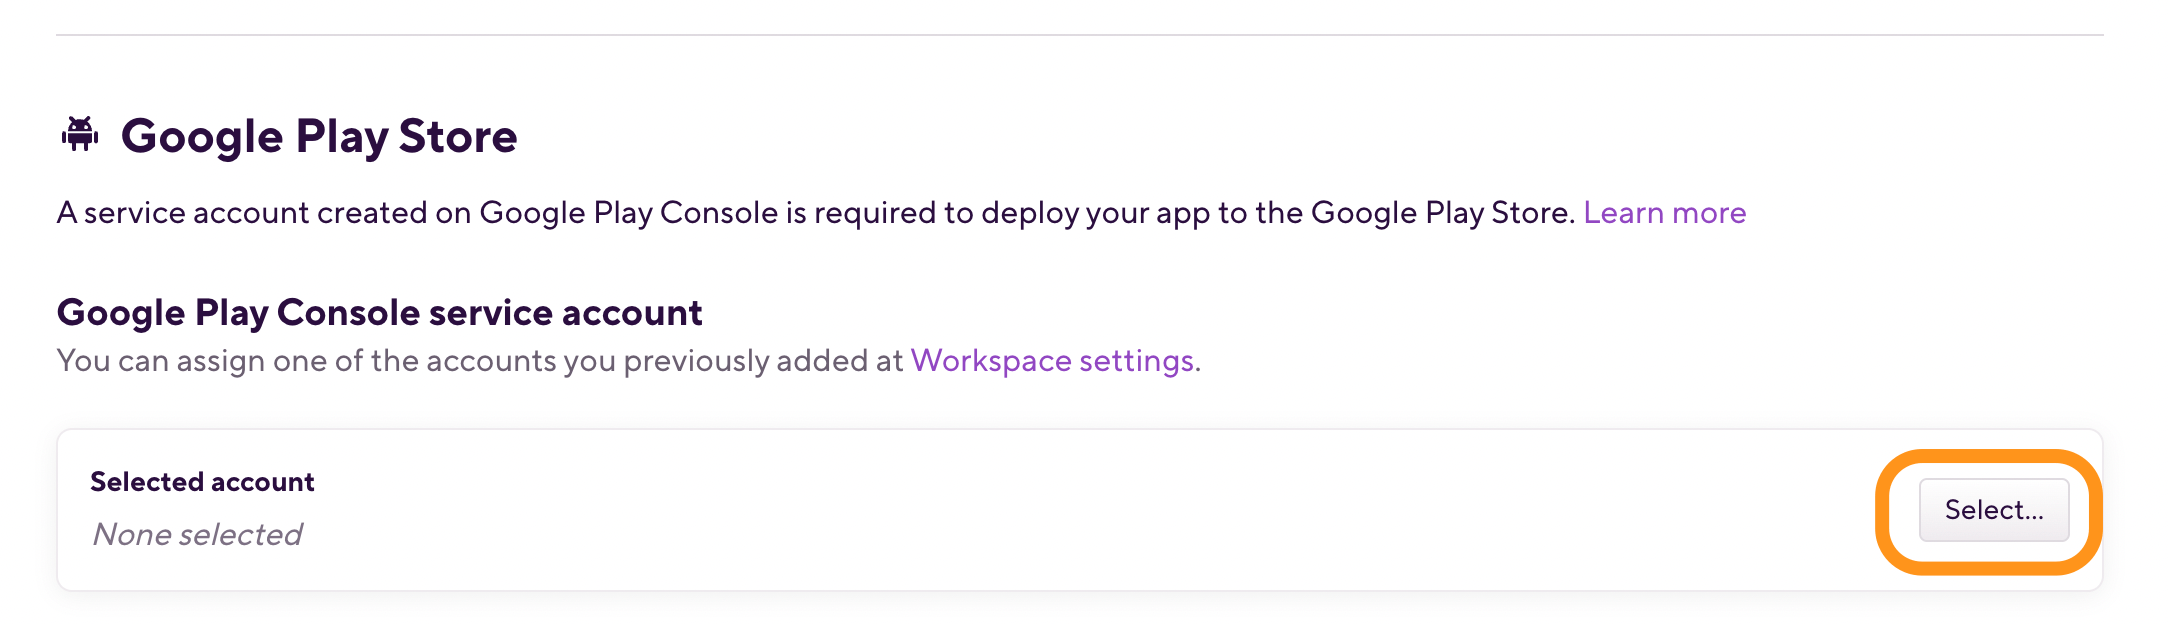 Google Play Store
A service account created on Google Play Console is required to deploy your app to the Google Play Store. Learn more
Google Play Console service account
You can assign one of the accounts you previously added at Workspace settings.
Selected account
None selected
Select...